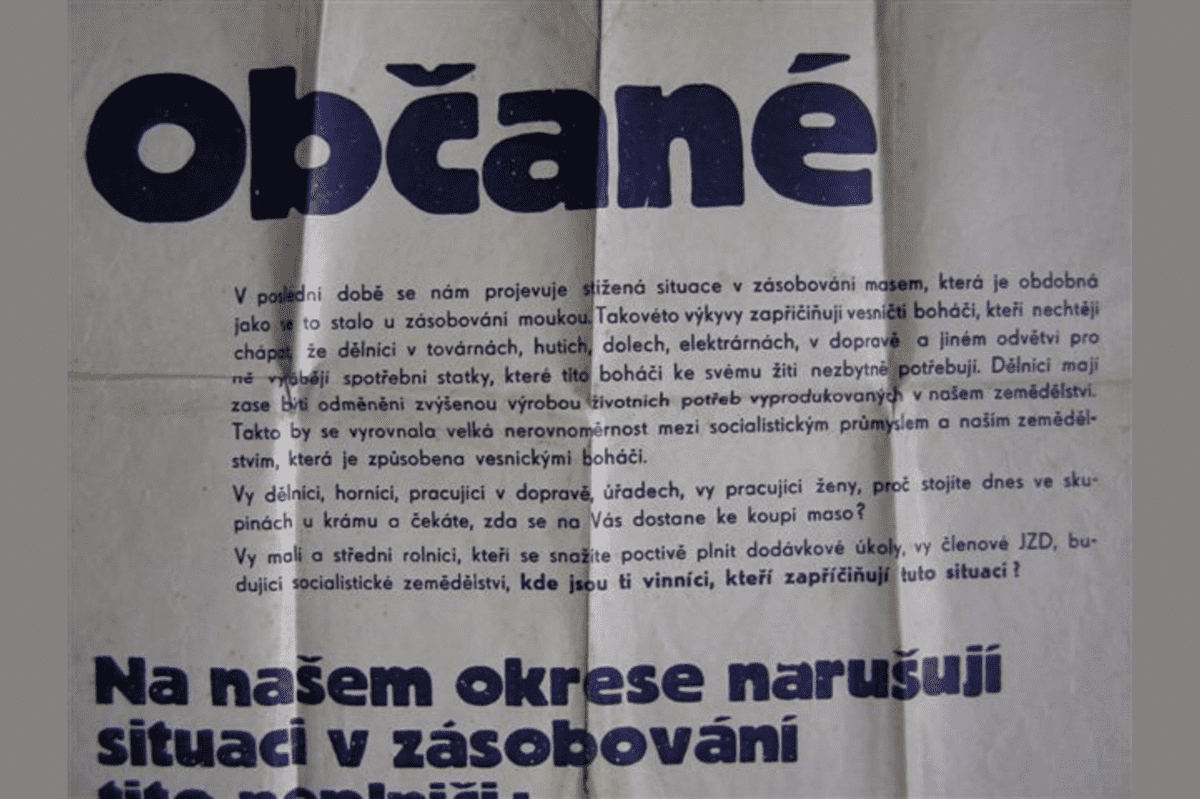 Občané
V poslední době se nám projevuje stížená situace v zásobování masem, která je obdobná
jako se to stalo u zásobování moukou. Takovéto výkyvy zapřičiňují vesničtí boháči, kteří nechtějí
chápat, že dělníci v továrnách, hutích, dolech, elektrárnách, v dopravě a jiném odvětví pro
ně vyrábějí spotřební statky, které tito boháči ke svému žití nezbytně potřebují. Dělníci mají
zase býti odměněni zvýšenou výrobou životních potřeb vyprodukovaných v našem zemědělství.
Takto by se vyrovnala velká nerovnoměrnost mezi socialistickým průmyslem a naším zeměděl-
stvím, která je způsobena vesnickými boháči.
Vy dělníci, horníci, pracující v dopravě, úřadech, vy pracující ženy, proč stojíte dnes ve sku-
pinách u krámu a čekáte, zda se na Vás dostane ke koupi maso?
Vy malí a střední rolníci, kteří se snažíte poctivě plnit dodávkové úkoly, vy členové JZD, bu-
dující socialistické zemědělství, kde jsou ti vinníci, kteří zapříčiňují tuto situaci?
Na našem okrese narušují
situaci v zásobování
tito neplniči: